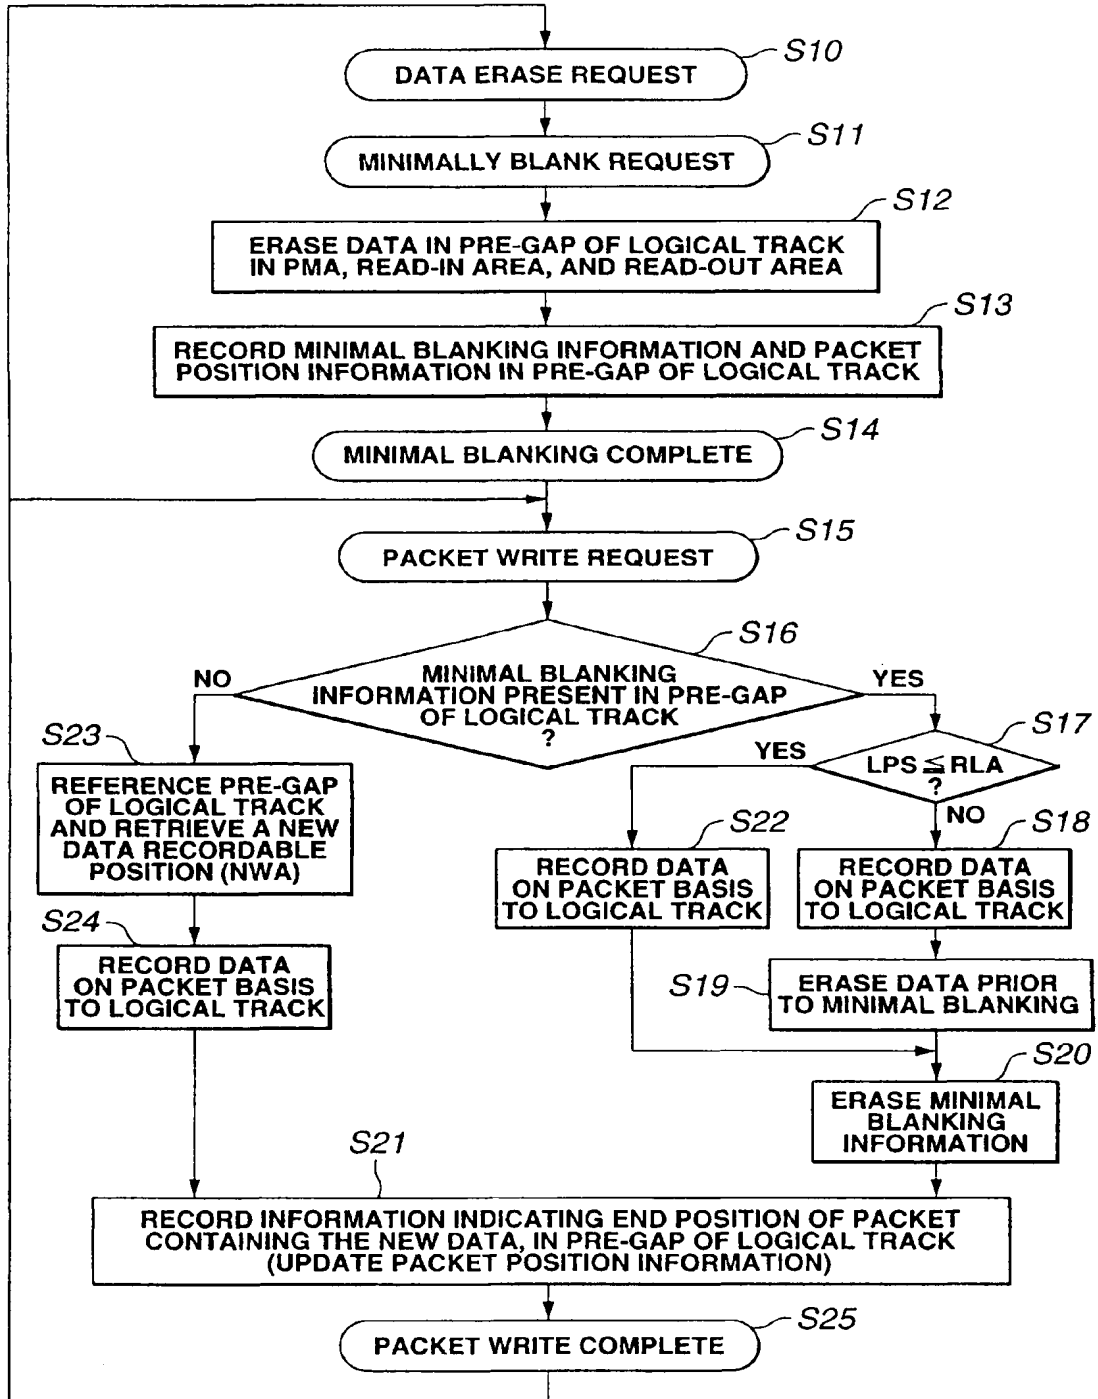 S10
DATA ERASE REQUEST
S11
MINIMALLY BLANK REQUEST
S12
ERASE DATA IN PRE-GAP OF LOGICAL TRACK
IN PMA, READ-IN AREA, AND READ-OUT AREA
S13
RECORD MINIMAL BLANKING INFORMATION AND PACKET
POSITION INFORMATION IN PRE-GAP OF LOGICAL TRACK
S14
MINIMAL BLANKING COMPLETE
S15
PACKET WRITE REQUEST
S16
NO
MINIMAL BLANKING
INFORMATION PRESENT IN PRE-GAP
OF LOGICAL TRACK
?
YES
S17
YES
LPS ≦ RLA
?
NO
S23
REFERENCE PRE-GAP
OF LOGICAL TRACK
AND RETRIEVE A NEW
DATA RECORDABLE
POSITION (NWA)
S22
RECORD DATA
ON PACKET BASIS
TO LOGICAL TRACK
S18
RECORD DATA
ON PACKET BASIS
TO LOGICAL TRACK
S24
RECORD DATA
ON PACKET BASIS
TO LOGICAL TRACK
S19
ERASE DATA PRIOR
TO MINIMAL BLANKING
S20
ERASE MINIMAL
BLANKING
INFORMATION
S21
RECORD INFORMATION INDICATING END POSITION OF PACKET
CONTAINING THE NEW DATA, IN PRE-GAP OF LOGICAL TRACK
(UPDATE PACKET POSITION INFORMATION)
S25
PACKET WRITE COMPLETE